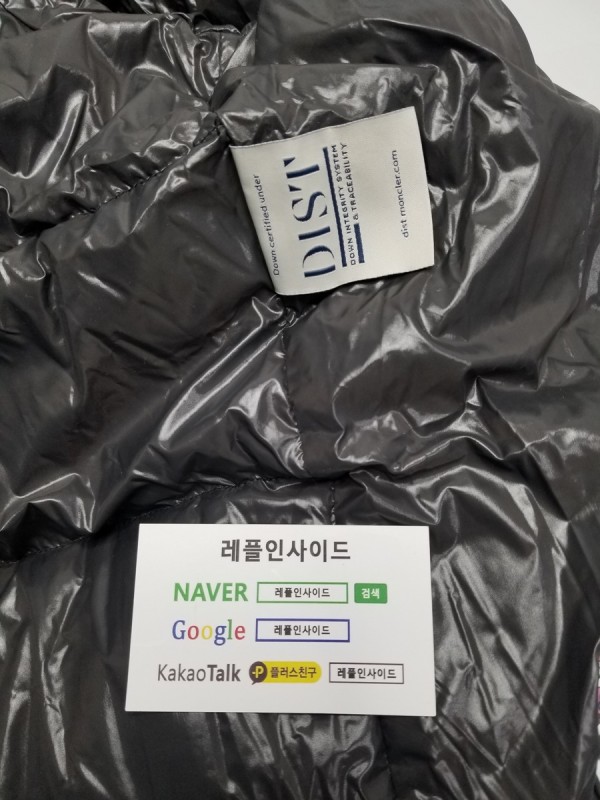 Down certified under
DIST
DOWN INTEGRITY SYSTEM
& TRACEABILITY
dist moncler.com
레플인사이드
NAVER 레플인사이드 검색
Google 레플인사이드
KakaoTalk P 플러스친구 레플인사이드